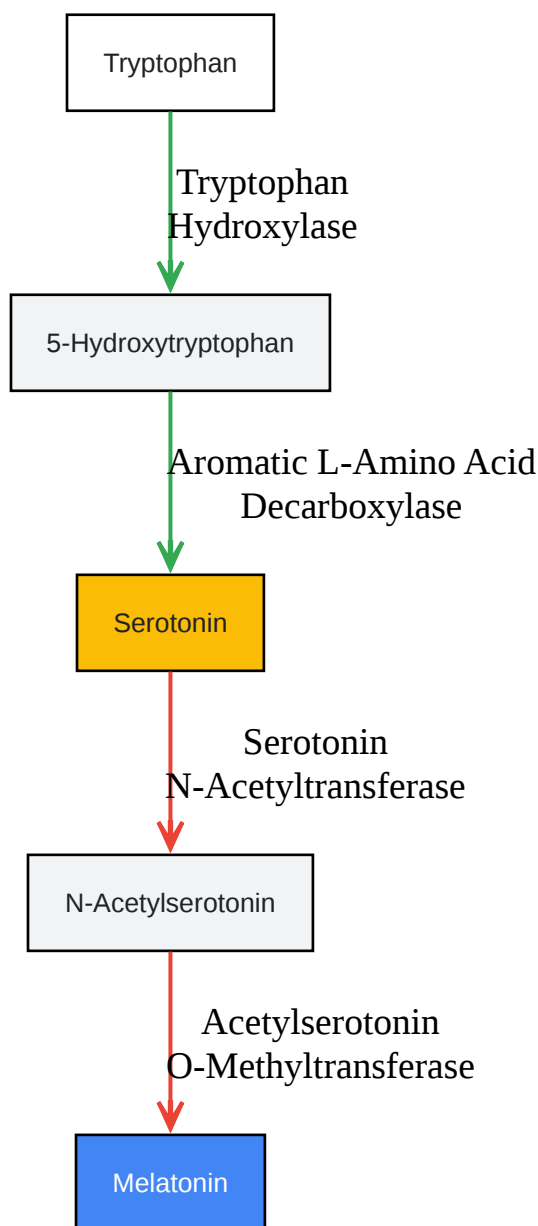 Tryptophan
Tryptophan
Hydroxylase
5-Hydroxytryptophan
Aromatic L-Amino Acid
Decarboxylase
Serotonin
Serotonin
N-Acetyltransferase
N-Acetylserotonin
Acetylserotonin
O-Methyltransferase
Melatonin